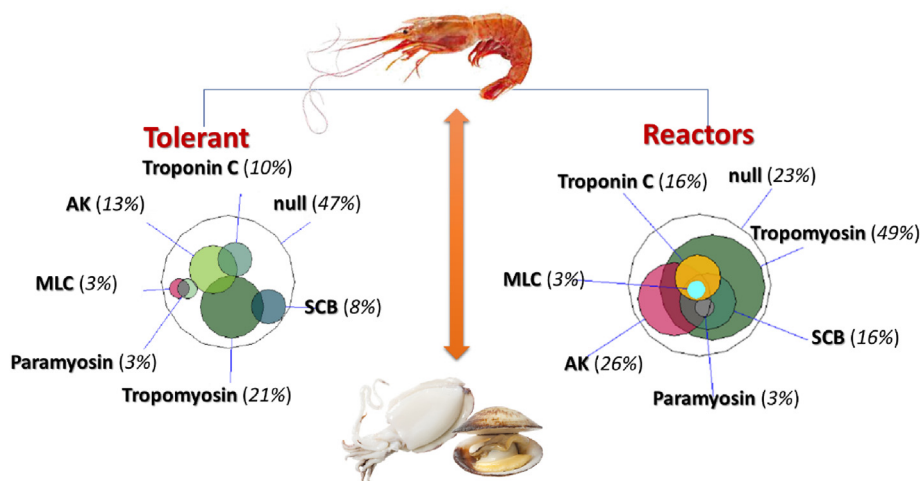 Tolerant
Troponin C (10%)
AK (13%)
null (47%)
MLC (3%)
SCB (8%)
Paramyosin (3%)
Tropomyosin (21%)
Reactors
Troponin C (16%)
null (23%)
Tropomyosin (49%)
MLC (3%)
SCB (16%)
AK (26%)
Paramyosin (3%)